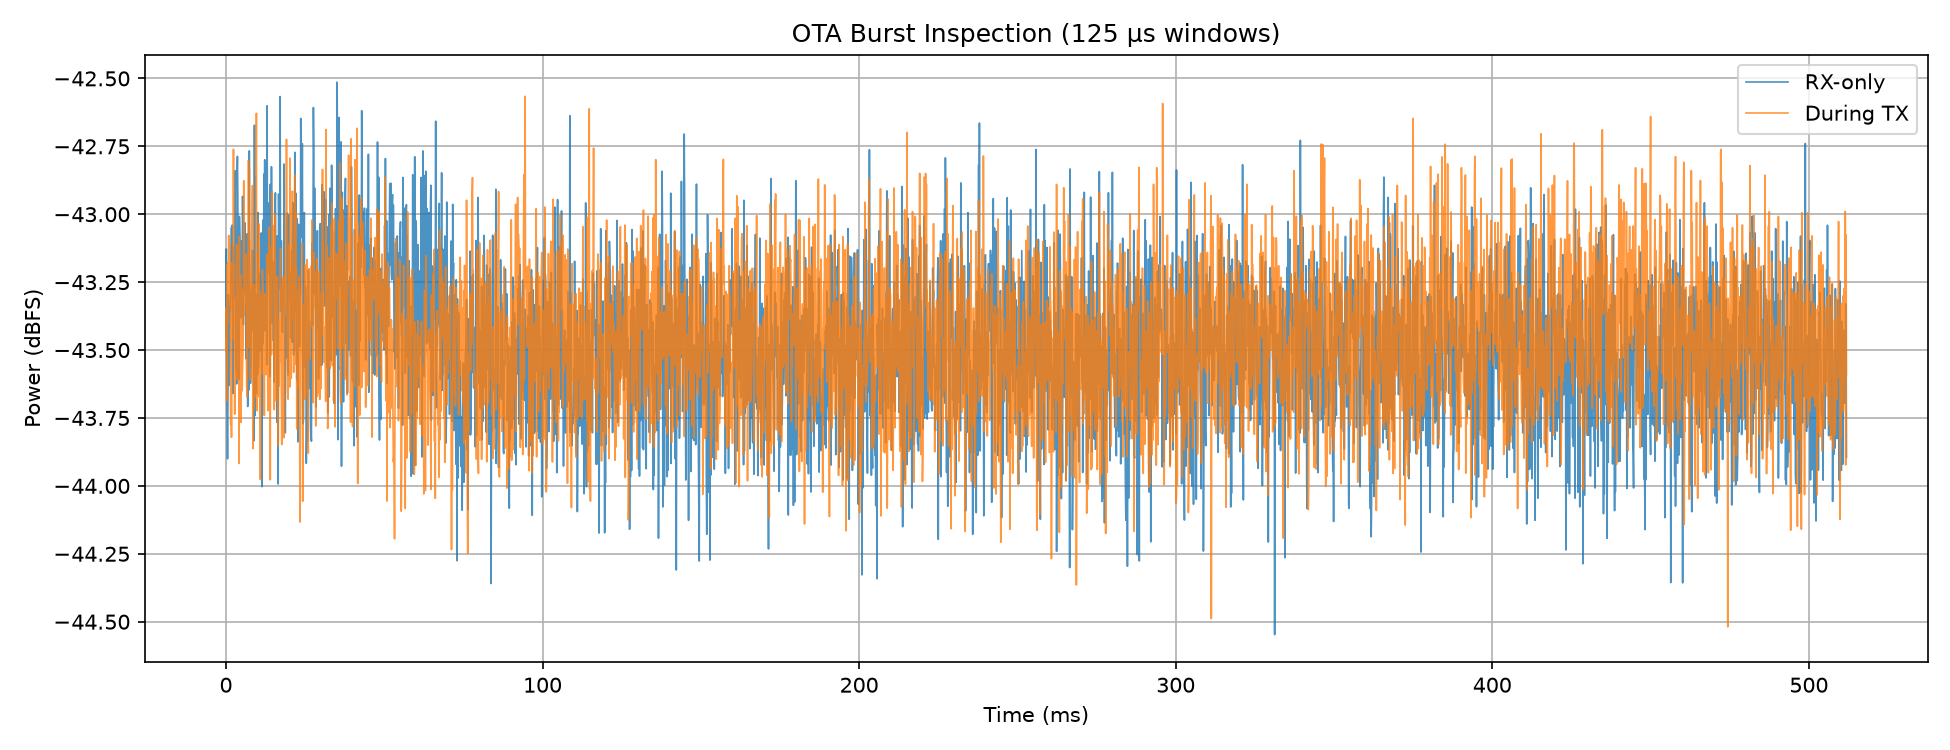 OTA Burst Inspection (125 µs windows)
RX-only
During TX
Power (dBFS)
−42.50
−42.75
−43.00
−43.25
−43.50
−43.75
−44.00
−44.25
−44.50
0 100 200 300 400 500
Time (ms)